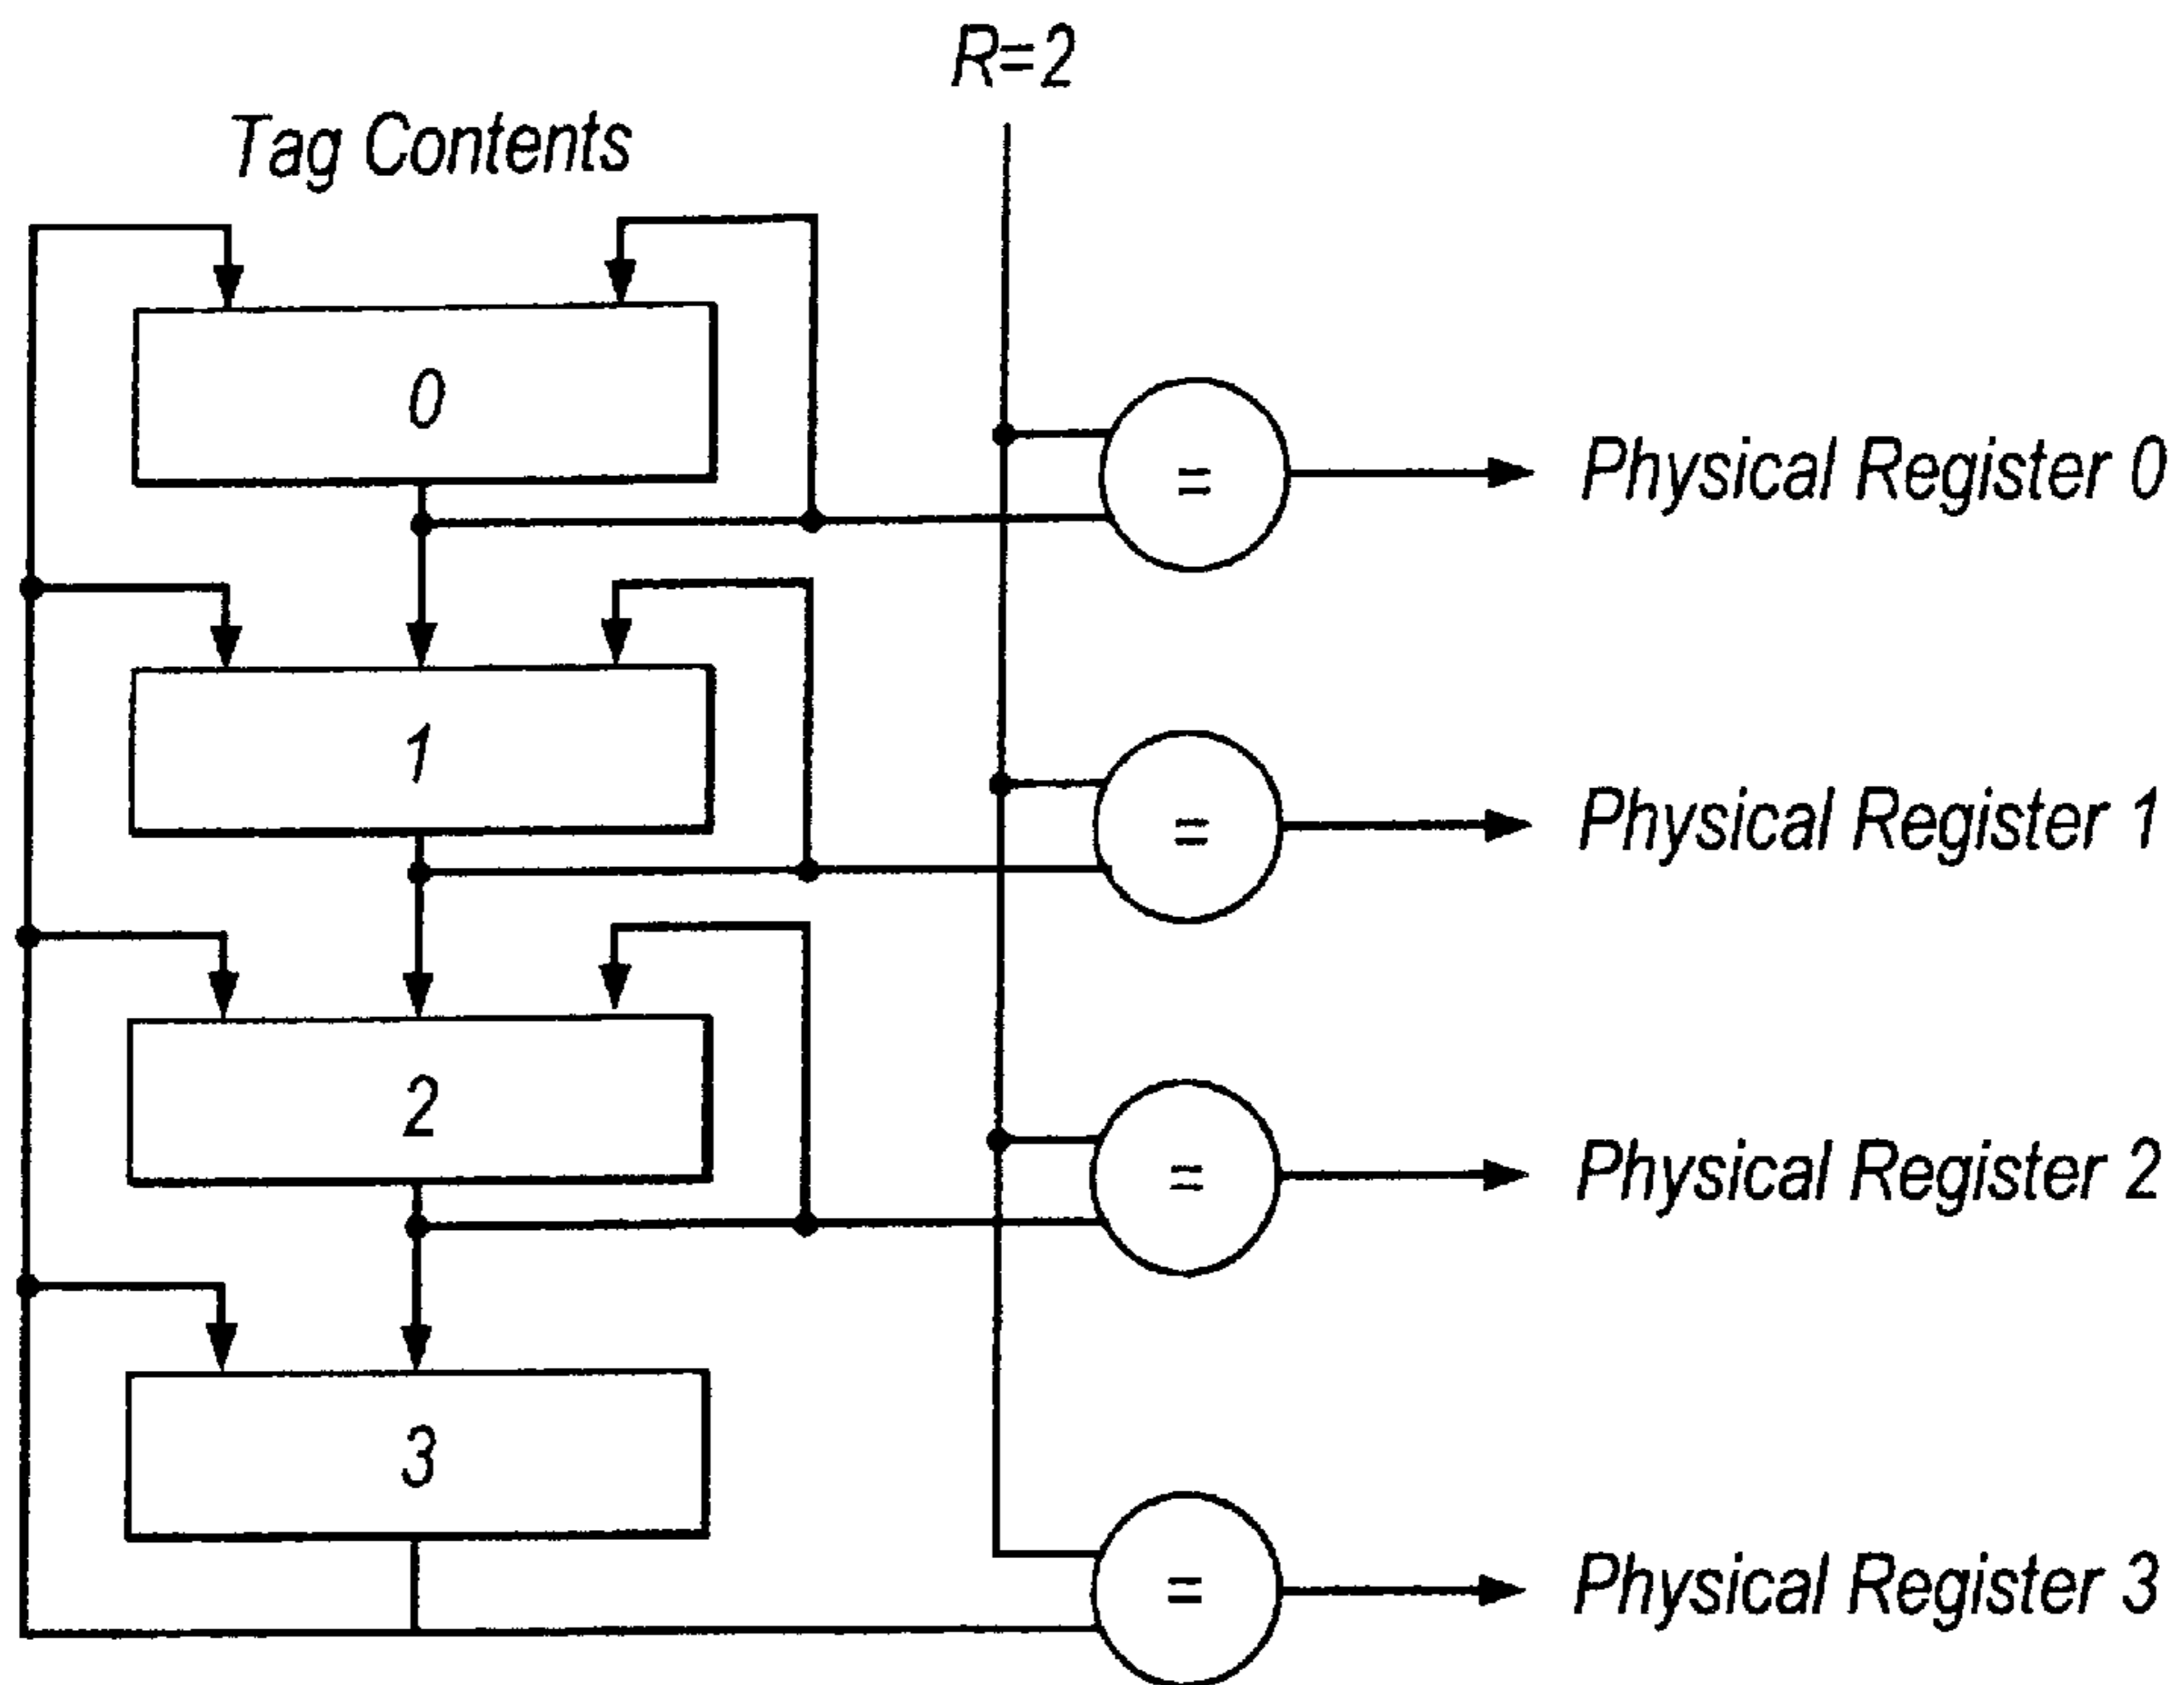 R=2
Tag Contents
0
= Physical Register 0
1
= Physical Register 1
2
= Physical Register 2
3
= Physical Register 3